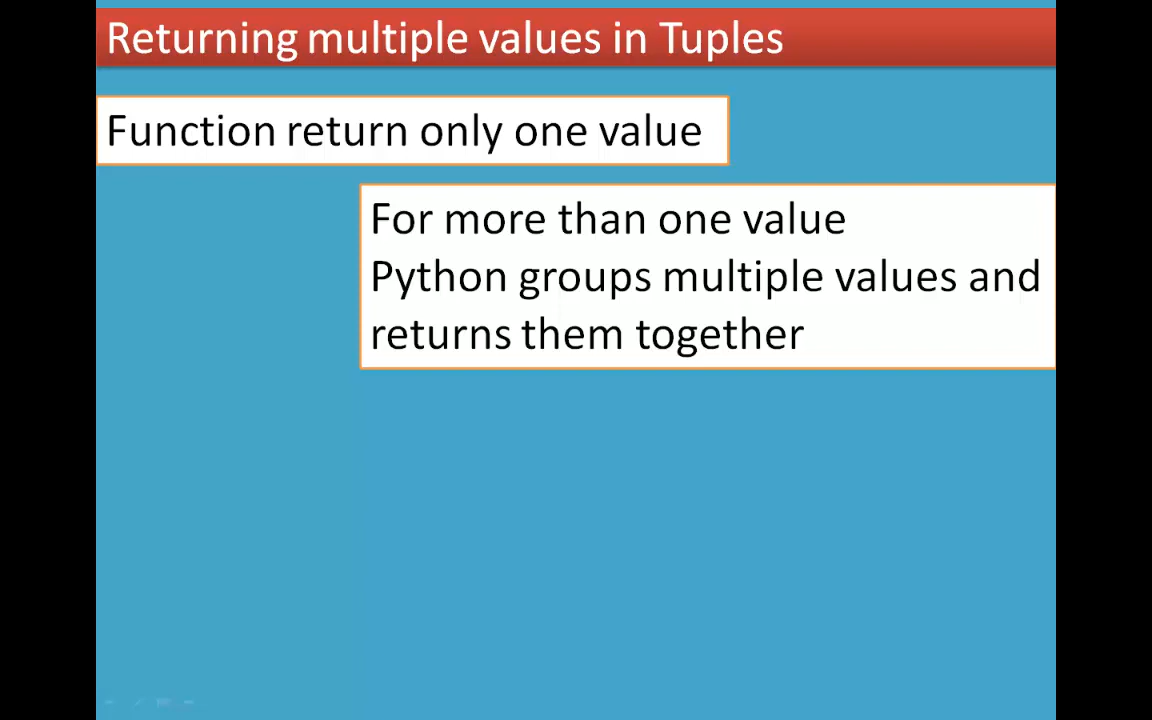 Returning multiple values in Tuples
Function return only one value
For more than one value
Python groups multiple values and
returns them together